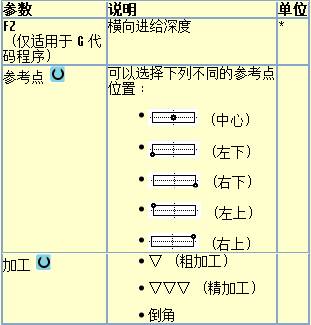 参数 说明 单位
FZ 横向进给深度 *
（仅适用于 G 代
码程序）
参考点 可以选择下列不同的参考点
位置：
• （中心）
• （左下）
• （右下）
• （左上）
• （右上）
加工 • ▽ （粗加工）
• ▽▽▽ （精加工）
• 倒角